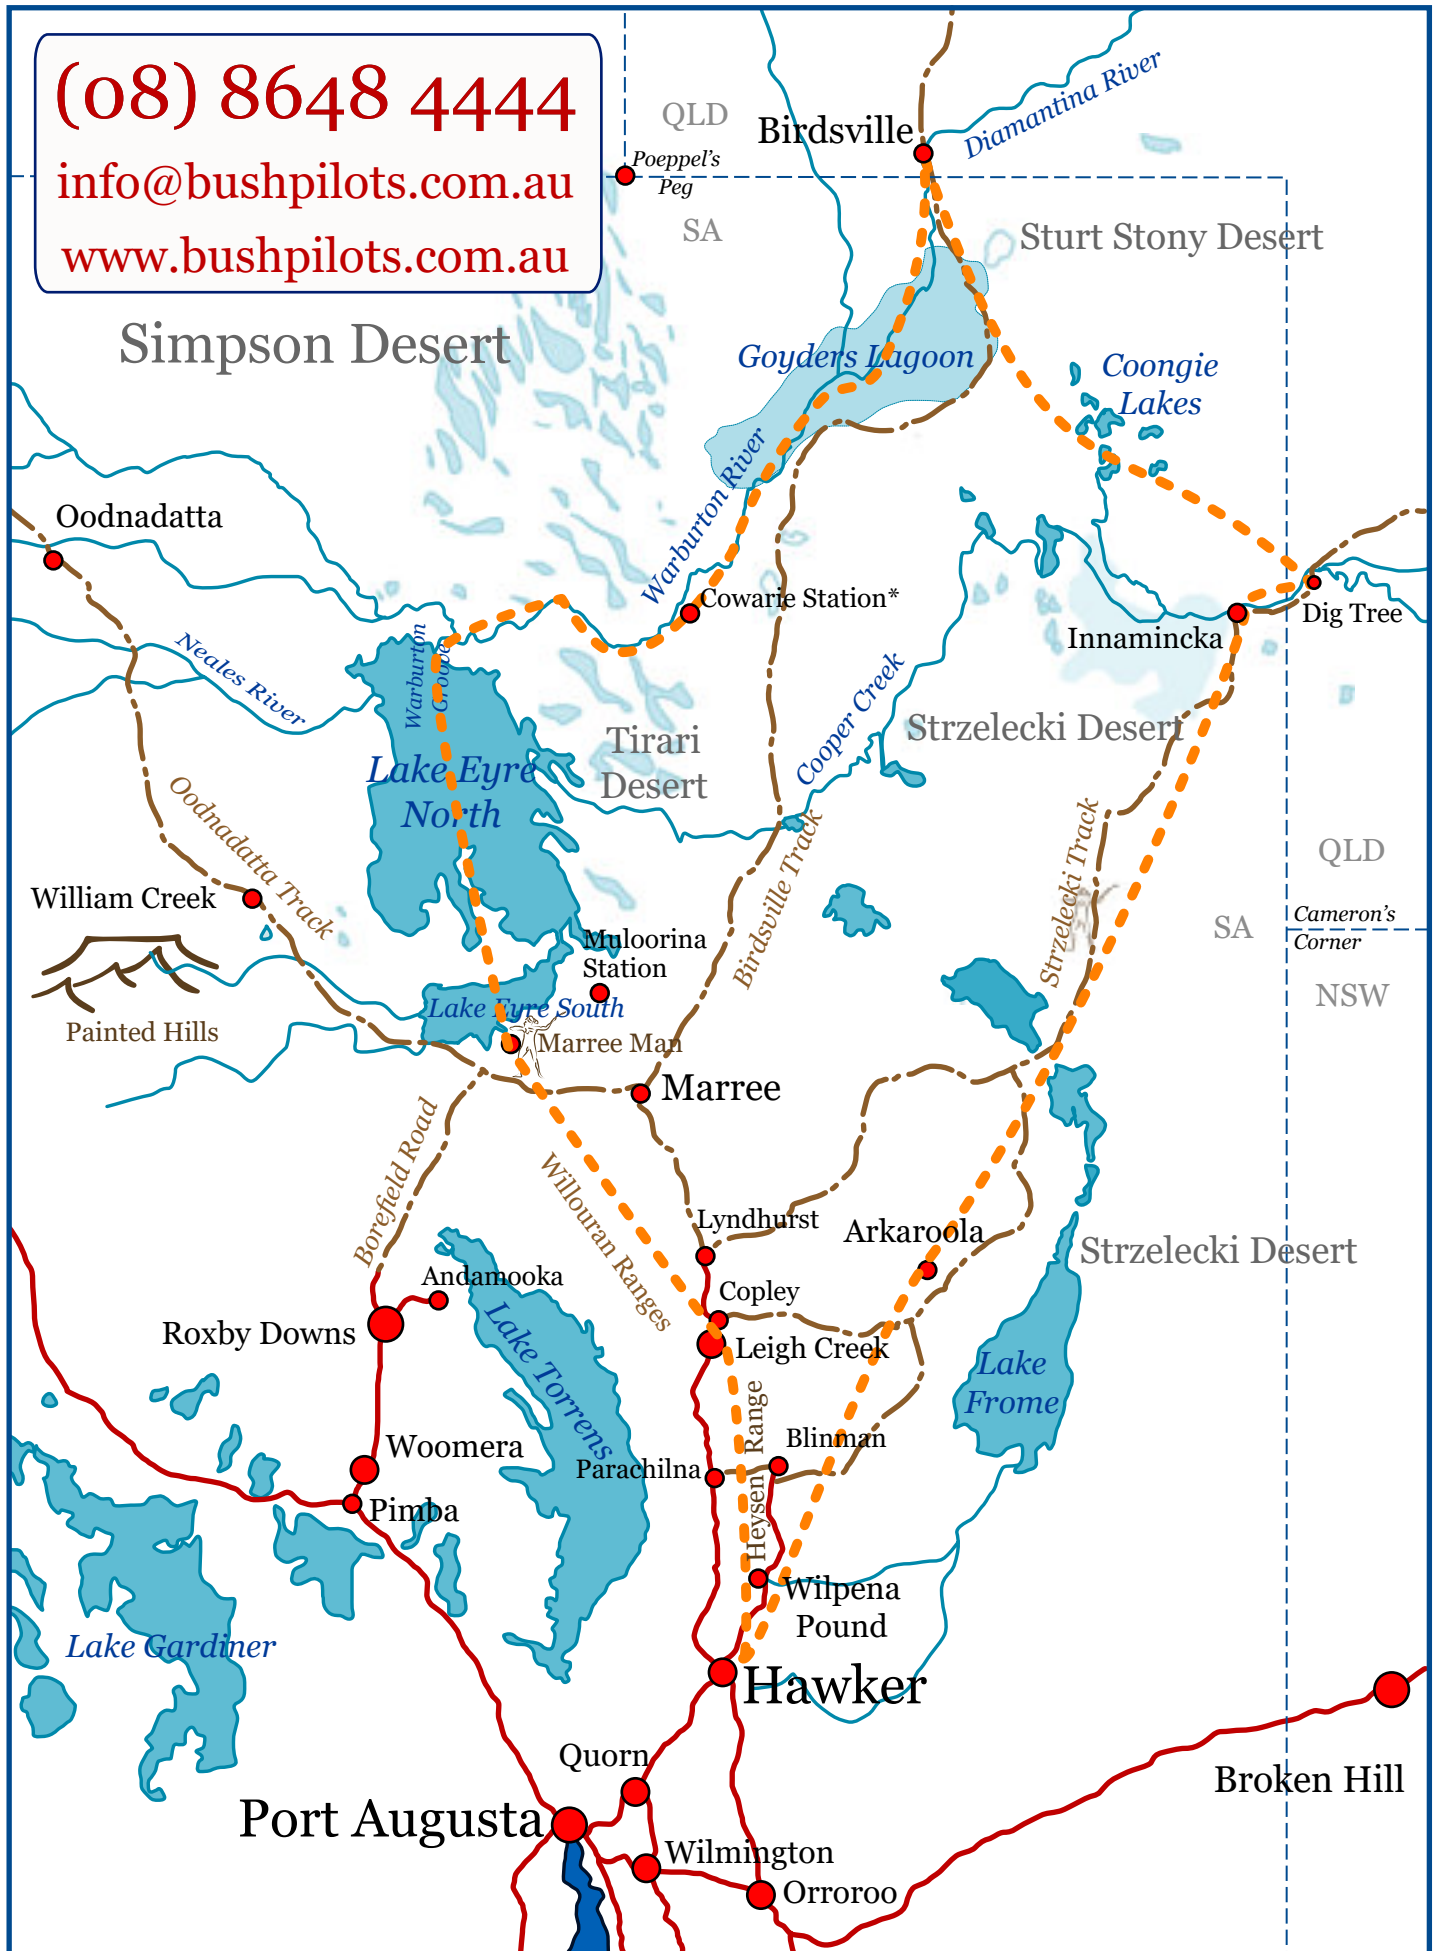 (08) 8648 4444
info@bushpilots.com.au
www.bushpilots.com.au
QLD
Birdsville
Diamantina River
Poeppel's
Peg
SA
Sturt Stony Desert
Simpson Desert
Goyders Lagoon
Coongie
Lakes
Warburton River
Oodnadatta
Cowarie Station*
Dig Tree
Innamincka
Neales River
Warburton
Groove
Cooper Creek
Strzelecki Desert
Tirari
Desert
Lake Eyre
North
Oodnadatta Track
Birdsville Track
Strzelecki Track
QLD
William Creek
SA
Cameron's
Corner
Muloorina
Station
NSW
Lake Eyre South
Painted Hills
Marree Man
Marree
Borefield Road
Willouran Ranges
Lyndhurst
Arkaroola
Strzelecki Desert
Andamooka
Copley
Roxby Downs
Leigh Creek
Lake Torrens
Lake
Frome
Heysen Range
Woomera
Blinman
Parachilna
Pimba
Wilpena
Pound
Lake Gardiner
Hawker
Quorn
Broken Hill
Port Augusta
Wilmington
Orroroo